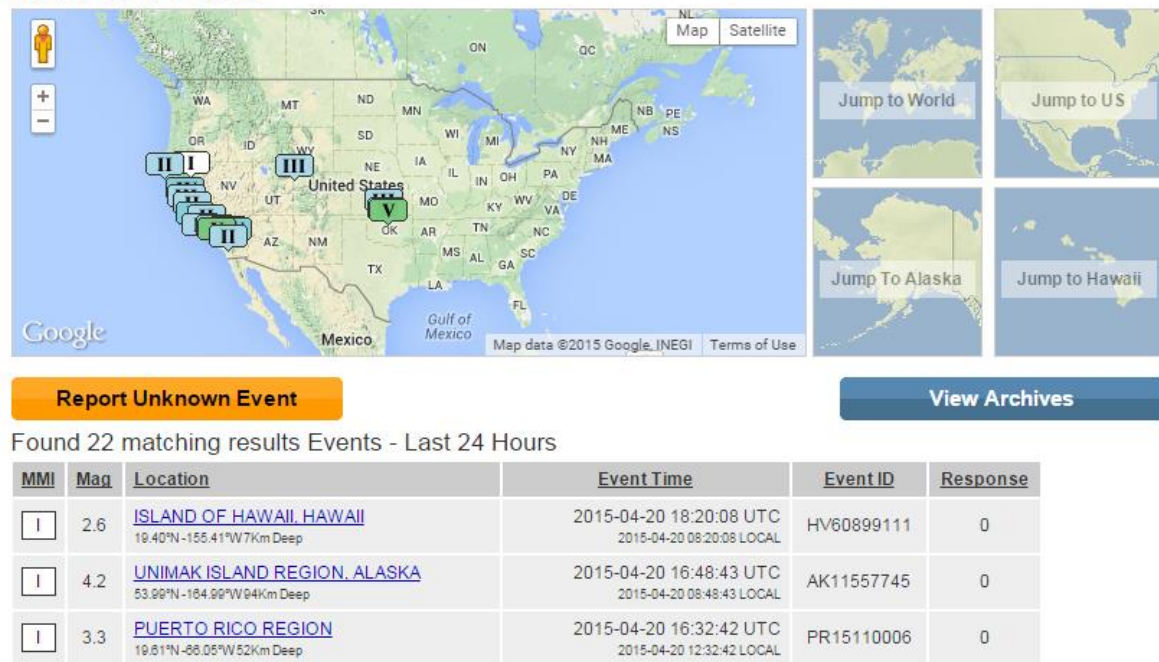 SK
NL
Map Satellite
ON
QC
+
WA
MT
ND
MN
NB PE
−
OR
ID
SD
WI
MI
ME
NS
NH
WY
NY
MA
II I
III
NE
IA
NV
United States
IL
IN
OH
PA
UT
MO
KY
WV
VA
DE
V
II
AZ
NM
OK
AR
TN
NC
TX
MS
AL
GA
SC
LA
FL
Gulf of
Mexico
Google
Mexico
Map data ©2015 Google, INEGI Terms of Use
Jump to World
Jump to US
Jump To Alaska
Jump to Hawaii
Report Unknown Event
View Archives
Found 22 matching results Events - Last 24 Hours
MMI Mag Location Event Time Event ID Response
I 2.6 ISLAND OF HAWAII, HAWAII 2015-04-20 18:20:08 UTC HV60899111 0
19.40°N -155.41°W 7Km Deep 2015-04-20 08:20:08 LOCAL
I 4.2 UNIMAK ISLAND REGION, ALASKA 2015-04-20 16:48:43 UTC AK11557745 0
53.99°N -164.99°W 94Km Deep 2015-04-20 08:48:43 LOCAL
I 3.3 PUERTO RICO REGION 2015-04-20 16:32:42 UTC PR15110006 0
19.61°N -66.05°W 52Km Deep 2015-04-20 12:32:42 LOCAL